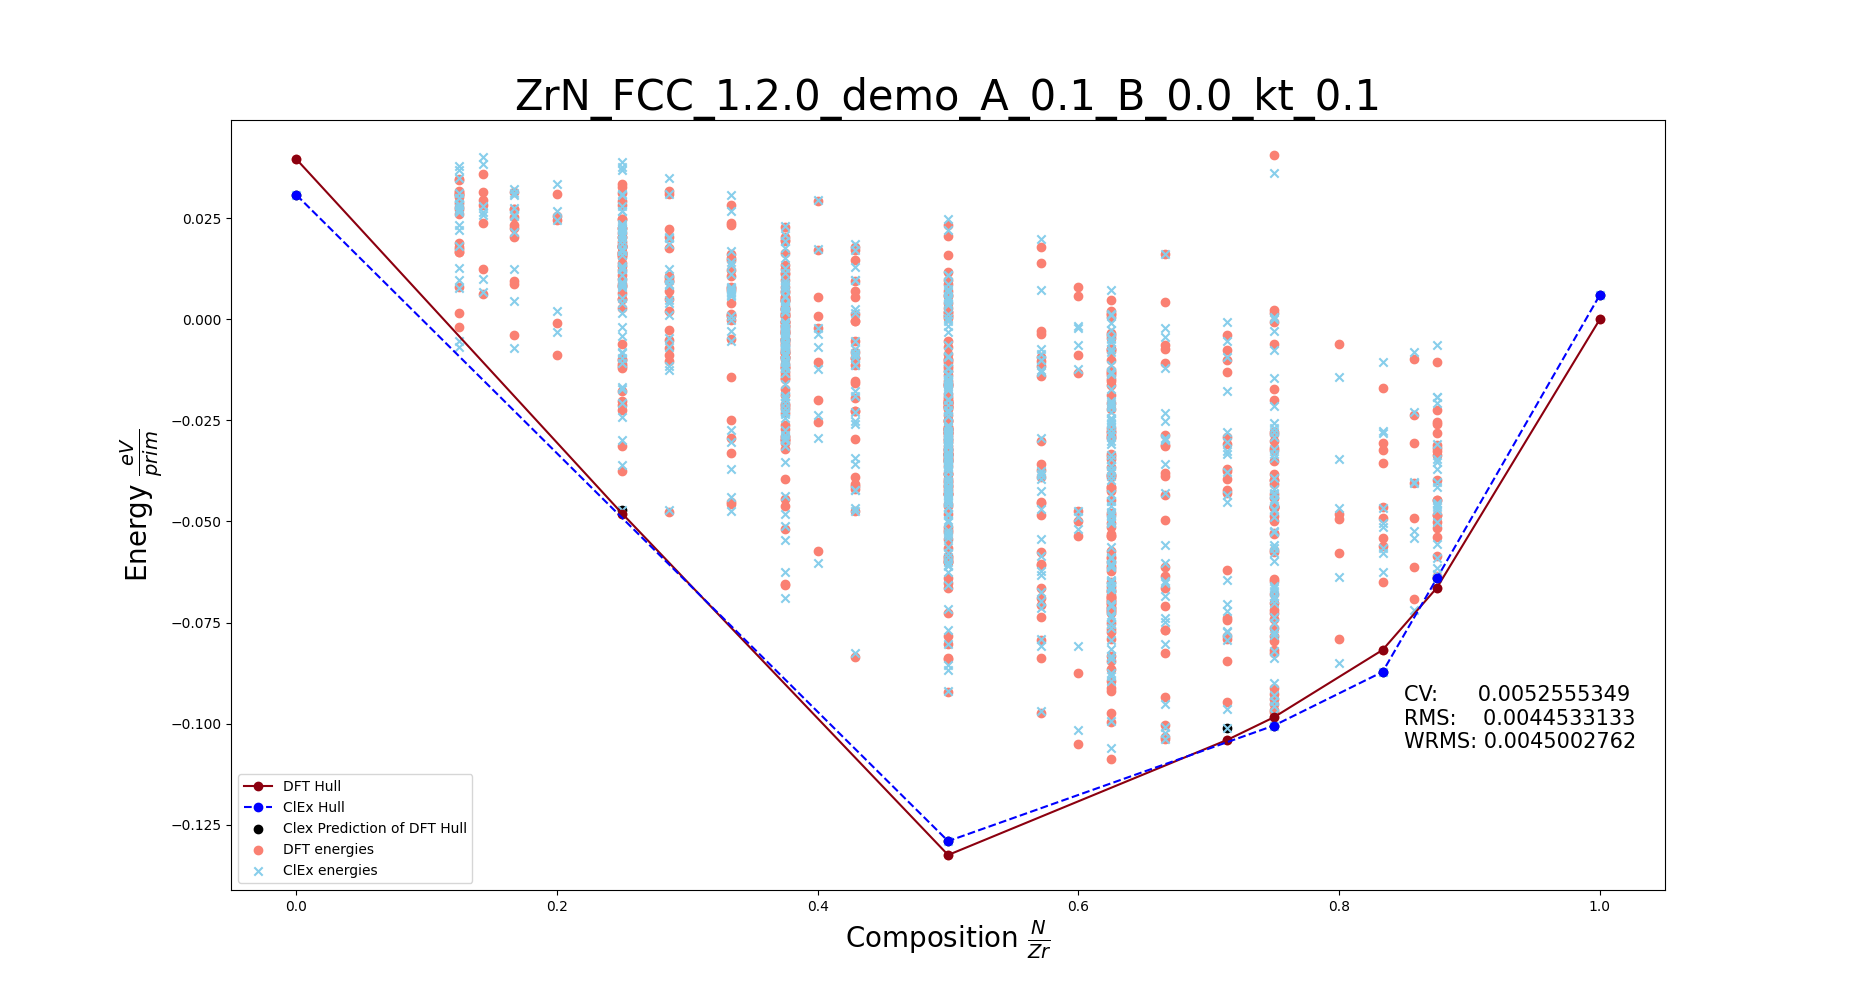 ZrN_FCC_1.2.0_demo_A_0.1_B_0.0_kt_0.1
0.025
0.000
−0.025
−0.050
−0.075
−0.100
−0.125
Energy eV/prim
CV: 0.0052555349
RMS: 0.0044533133
WRMS: 0.0045002762
DFT Hull
ClEx Hull
Clex Prediction of DFT Hull
DFT energies
ClEx energies
0.0 0.2 0.4 0.6 0.8 1.0
Composition N/Zr